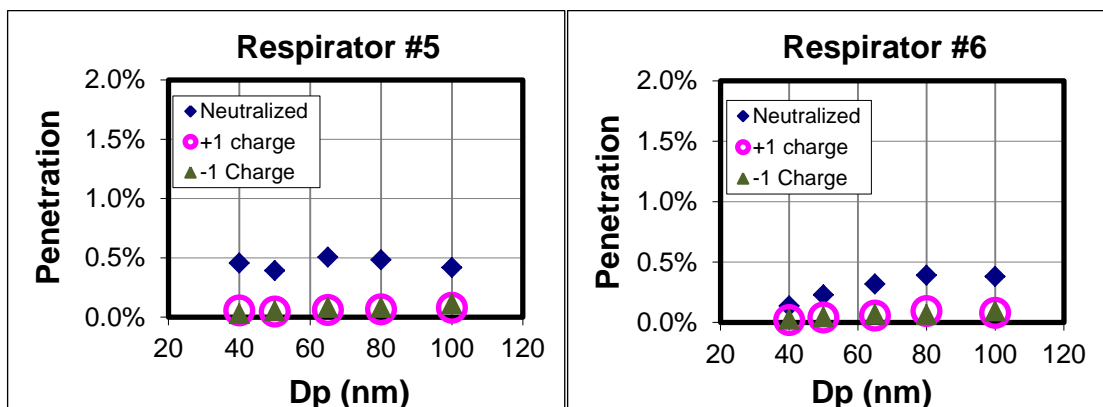 Respirator #5
2.0%
1.5%
1.0%
0.5%
0.0%
Penetration
Neutralized
+1 charge
-1 Charge
20 40 60 80 100 120
Dp (nm)
Respirator #6
2.0%
1.5%
1.0%
0.5%
0.0%
Penetration
Neutralized
+1 charge
-1 Charge
20 40 60 80 100 120
Dp (nm)